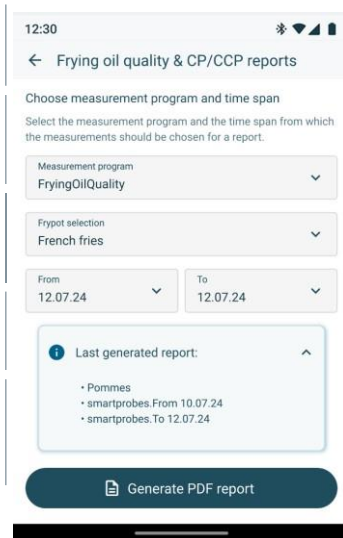 12:30
Frying oil quality & CP/CCP reports
Choose measurement program and time span
Select the measurement program and the time span from which
the measurements should be chosen for a report.
Measurement program
FryingOilQuality
Frypot selection
French fries
From
12.07.24
To
12.07.24
Last generated report:
• Pommes
• smartprobes.From 10.07.24
• smartprobes.To 12.07.24
Generate PDF report